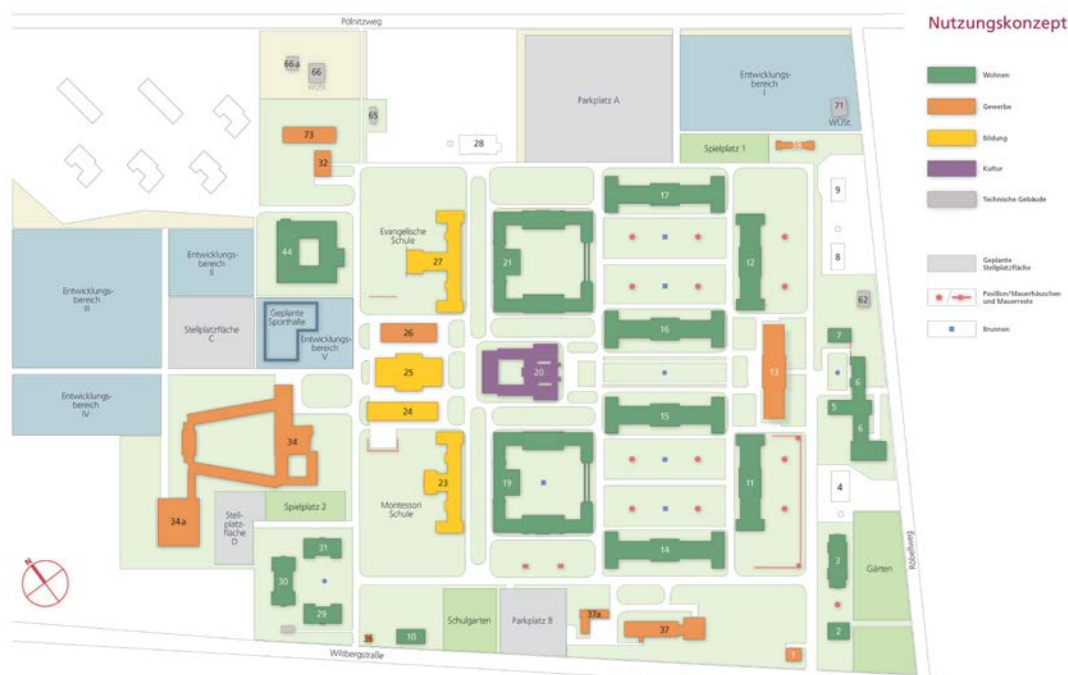 Pölnitzweg
Nutzungskonzept
66a
66
WÜSt.
65
73
32
28
Parkplatz A
Entwicklungs-
bereich
I
71
WÜSt.
Spielplatz 1
Wohnen
Gewerbe
Bildung
Kultur
Technische Gebäude
Geplante
Stellplatzfläche
Pavillon/Mauerhäuschen
und Mauerreste
Brunnen
17
9
8
Evangelische
Schule
27
21
12
44
Entwicklungs-
bereich
II
Entwicklungs-
bereich
III
Stellplatzfläche
C
Geplante
Sporthalle
Entwicklungs-
bereich
V
62
26
16
7
25
20
13
6
Entwicklungs-
bereich
IV
24
15
5
6
34
34a
Stell-
platz-
fläche
D
Spielplatz 2
Montessori
Schule
23
19
11
4
14
31
30
29
3
Gärten
Röbellweg
N
36
10
Schulgarten
Parkplatz B
37a
37
2
1
Wiltbergstraße